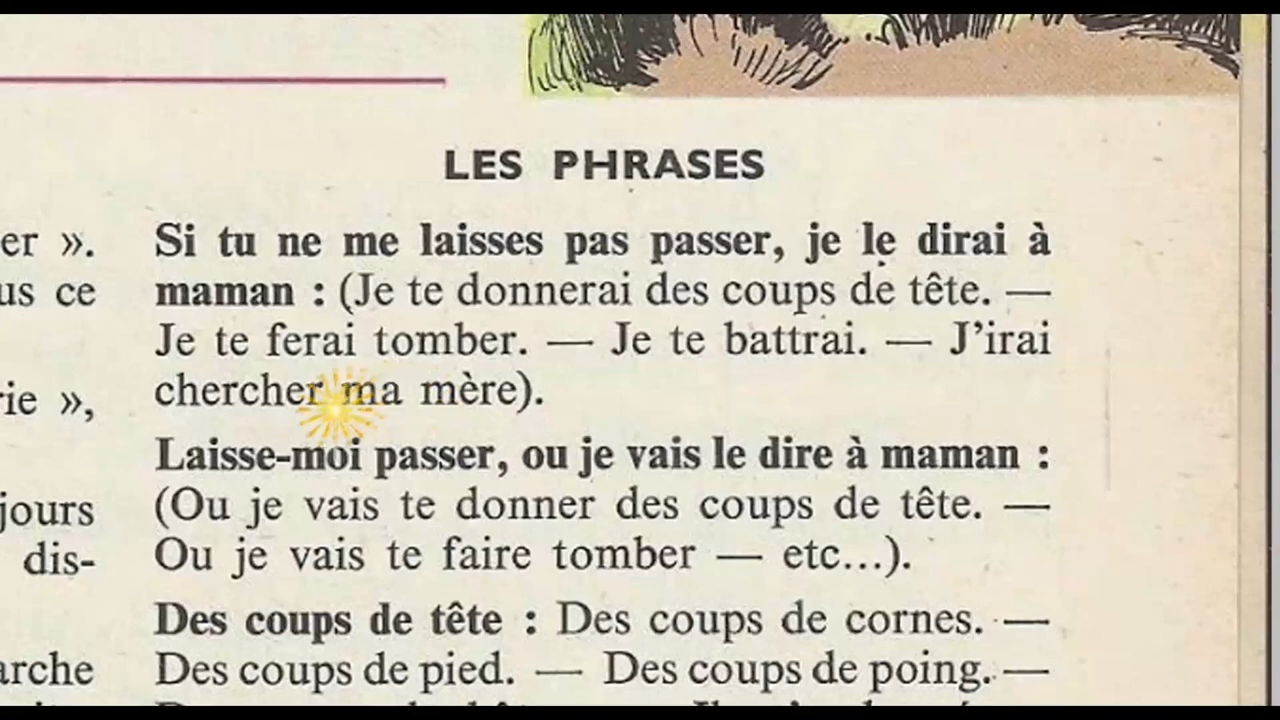 LES PHRASES
er ».
us ce
rie »,
jours
dis-
arche
Si tu ne me laisses pas passer, je le dirai à
maman : (Je te donnerai des coups de tête. —
Je te ferai tomber. — Je te battrai. — J'irai
chercher ma mère).
Laisse-moi passer, ou je vais le dire à maman :
(Ou je vais te donner des coups de tête. —
Ou je vais te faire tomber — etc...).
Des coups de tête : Des coups de cornes. —
Des coups de pied. — Des coups de poing. —